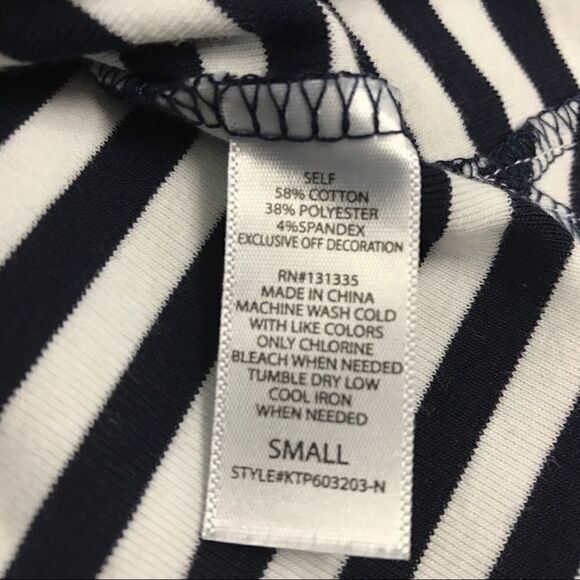 SELF
58% COTTON
38% POLYESTER
4%SPANDEX
EXCLUSIVE OFF DECORATION
RN#131335
MADE IN CHINA
MACHINE WASH COLD
WITH LIKE COLORS
ONLY CHLORINE
BLEACH WHEN NEEDED
TUMBLE DRY LOW
COOL IRON
WHEN NEEDED
SMALL
STYLE#KTP603203-N